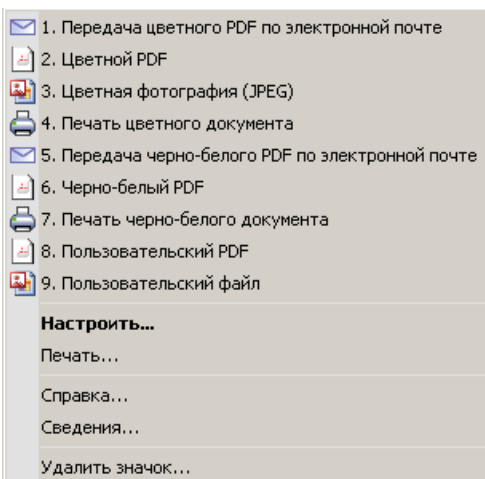 1. Передача цветного PDF по электронной почте
2. Цветной PDF
3. Цветная фотография (JPEG)
4. Печать цветного документа
5. Передача черно-белого PDF по электронной почте
6. Черно-белый PDF
7. Печать черно-белого документа
8. Пользовательский PDF
9. Пользовательский файл
Настроить...
Печать...
Справка...
Сведения...
Удалить значок...